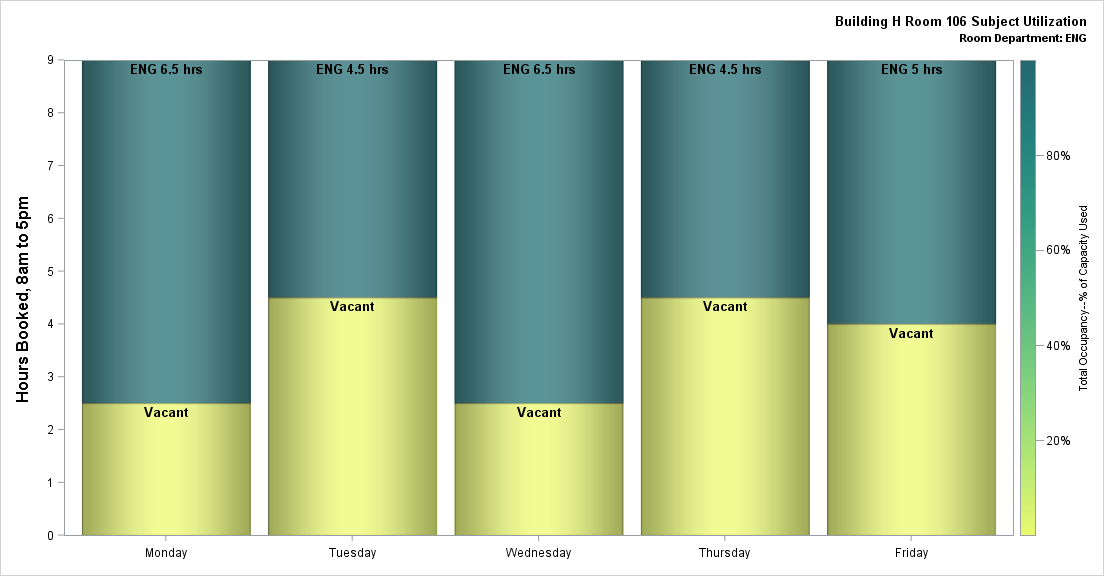 Building H Room 106 Subject Utilization
Room Department: ENG
Hours Booked, 8am to 5pm
9
8
7
6
5
4
3
2
1
0
ENG 6.5 hrs
ENG 4.5 hrs
ENG 6.5 hrs
ENG 4.5 hrs
ENG 5 hrs
Vacant
Vacant
Vacant
Vacant
Vacant
Monday
Tuesday
Wednesday
Thursday
Friday
80%
60%
40%
20%
Total Occupancy--% of Capacity Used